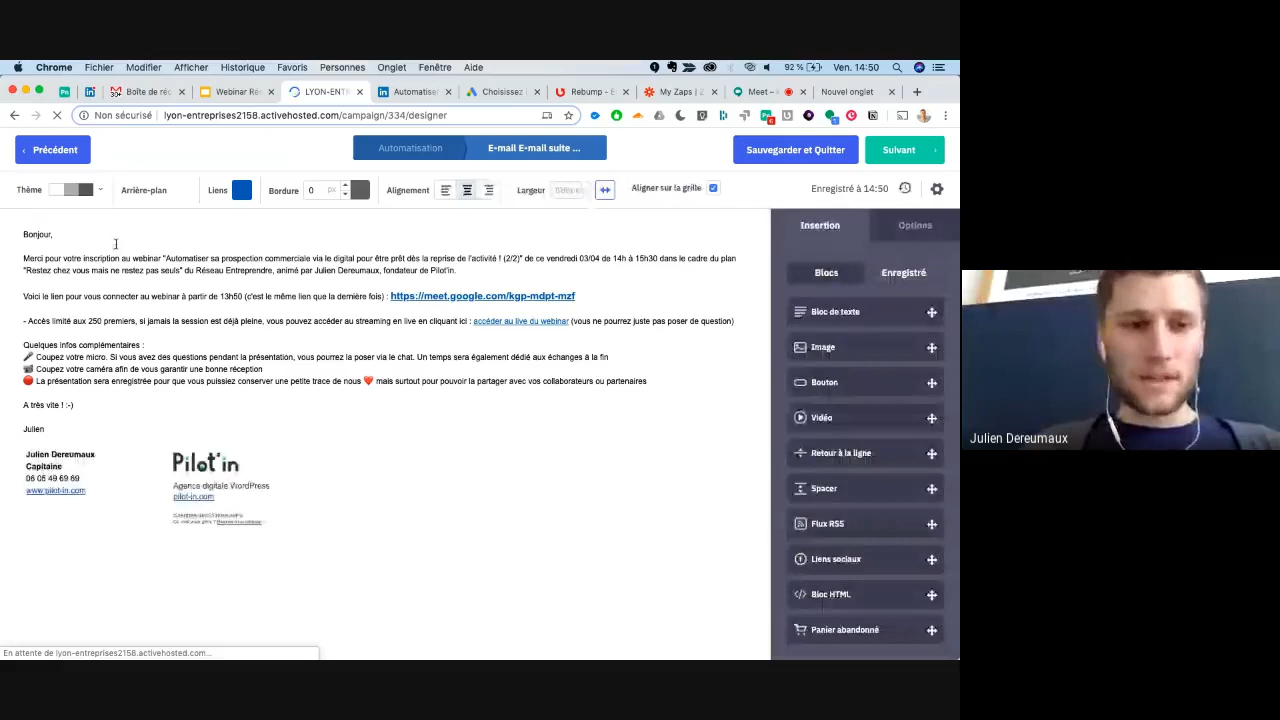 Chrome Fichier Modifier Afficher Historique Favoris Personnes Onglet Fenêtre Aide 92 % Ven. 14:50
Boîte de réc Webinar Ré LYON-ENTR Automatiser Choisissez Rebump - E My Zaps | Z Meet – Nouvel onglet
Non sécurisé lyon-entreprises2158.activehosted.com/campaign/334/designer
Précédent
Automatisation
E-mail E-mail suite ...
Sauvegarder et Quitter
Suivant
Thème Arrière-plan Liens Bordure 0 px Alignement Largeur Aligner sur la grille Enregistré à 14:50
Bonjour,
Merci pour votre inscription au webinar "Automatiser sa prospection commerciale via le digital pour être prêt dès la reprise de l'activité ! (2/2)" de ce vendredi 03/04 de 14h à 15h30 dans le cadre du plan
"Restez chez vous mais ne restez pas seuls" du Réseau Entreprendre, animé par Julien Dereumaux, fondateur de Pilot'in.
Voici le lien pour vous connecter au webinar à partir de 13h50 (c'est le même lien que la dernière fois) : https://meet.google.com/kgp-mdpt-mzf
- Accès limité aux 250 premiers, si jamais la session est déjà pleine, vous pouvez accéder au streaming en live en cliquant ici : accéder au live du webinar (vous ne pourrez juste pas poser de question)
Quelques infos complémentaires :
🎤 Coupez votre micro. Si vous avez des questions pendant la présentation, vous pourrez la poser via le chat. Un temps sera également dédié aux échanges à la fin
📹 Coupez votre caméra afin de vous garantir une bonne réception
🔴 La présentation sera enregistrée pour que vous puissiez conserver une petite trace de nous ❤️ mais surtout pour pouvoir la partager avec vos collaborateurs ou partenaires
A très vite ! :-)
Julien
Julien Dereumaux
Capitaine
06 05 49 69 69
www.pilot-in.com
Pilot'in
Agence digitale WordPress
pilot-in.com
Insertion Options
Blocs Enregistré
Bloc de texte
Image
Bouton
Vidéo
Retour à la ligne
Spacer
Flux RSS
Liens sociaux
Bloc HTML
Panier abandonné
En attente de lyon-entreprises2158.activehosted.com...
Julien Dereumaux